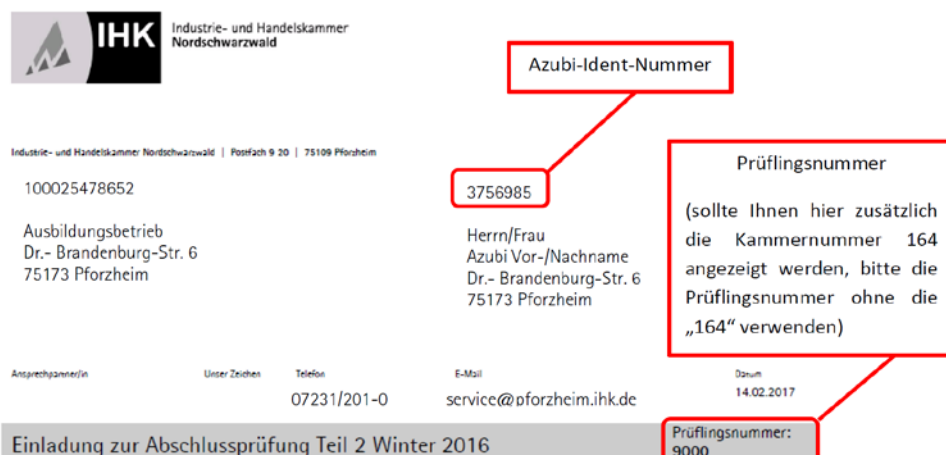 IHK
Industrie- und Handelskammer
Nordschwarzwald
Azubi-Ident-Nummer
Industrie- und Handelskammer Nordschwarzwald | Postfach 9 20 | 75109 Pforzheim
100025478652
Ausbildungsbetrieb
Dr.- Brandenburg-Str. 6
75173 Pforzheim
3756985
Herrn/Frau
Azubi Vor-/Nachname
Dr.- Brandenburg-Str. 6
75173 Pforzheim
Prüflingsnummer
(sollte Ihnen hier zusätzlich
die Kammernummer 164
angezeigt werden, bitte die
Prüflingsnummer ohne die
„164“ verwenden)
Ansprechpartner/in
Unser Zeichen
Telefon
07231/201-0
E-Mail
service@pforzheim.ihk.de
Datum
14.02.2017
Einladung zur Abschlussprüfung Teil 2 Winter 2016
Prüflingsnummer:
9000